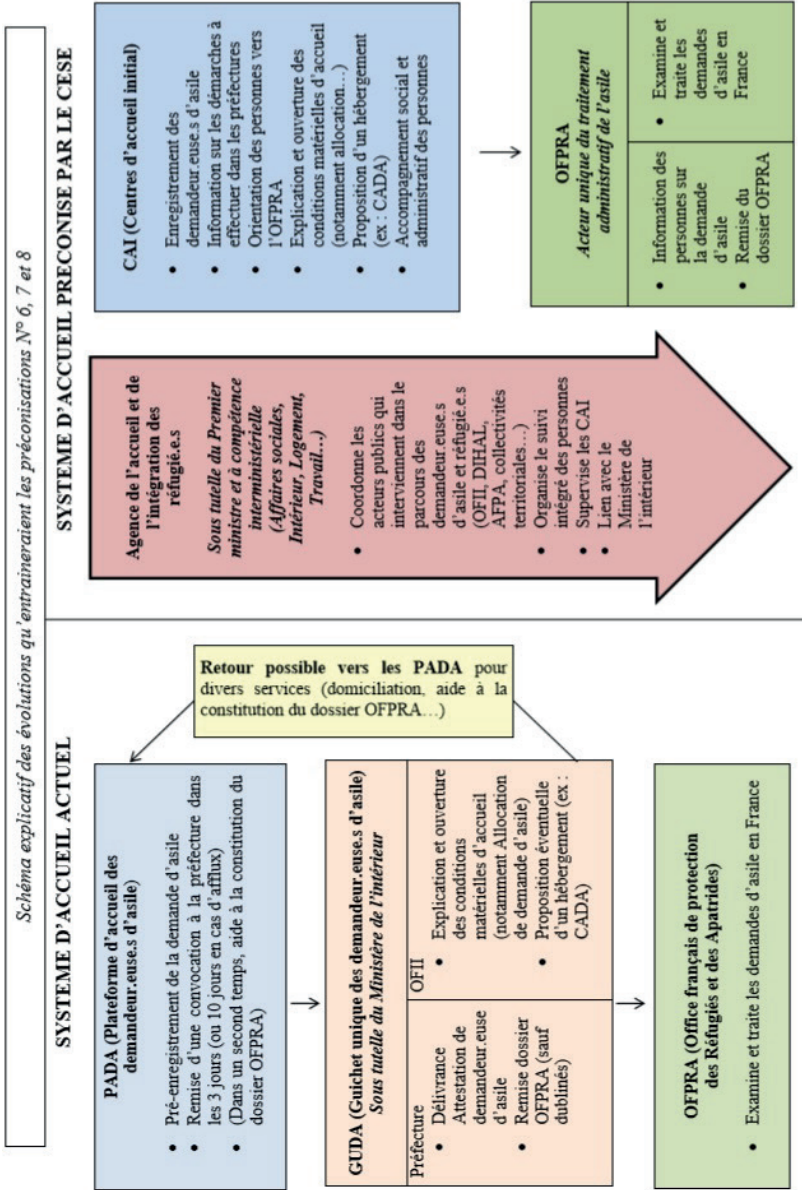 Schéma explicatif des évolutions qu'entraineraient les préconisations N° 6, 7 et 8
SYSTEME D'ACCUEIL ACTUEL
PADA (Plateforme d'accueil des
demandeur.euse.s d'asile)
• Pré-enregistrement de la demande d'asile
• Remise d'une convocation à la préfecture dans
les 3 jours (ou 10 jours en cas d'afflux)
• (Dans un second temps, aide à la constitution du
dossier OFPRA)
Retour possible vers les PADA pour
divers services (domiciliation, aide à la
constitution du dossier OFPRA…)
GUDA (Guichet unique des demandeur.euse.s d'asile)
Sous tutelle du Ministère de l'intérieur
Préfecture
• Délivrance
Attestation de
demandeur.euse
d'asile
• Remise dossier
OFPRA (sauf
dublinés)
OFII
• Explication et ouverture
des conditions
matérielles d'accueil
(notamment Allocation
de demande d'asile)
• Proposition éventuelle
d'un hébergement (ex :
CADA)
OFPRA (Office français de protection
des Réfugiés et des Apatrides)
• Examine et traite les demandes d'asile en France
SYSTEME D'ACCUEIL PRECONISE PAR LE CESE
Agence de l'accueil et de
l'intégration des
réfugié.e.s
Sous tutelle du Premier
ministre et à compétence
interministérielle
(Affaires sociales,
Intérieur, Logement,
Travail…)
• Coordonne les
acteurs publics qui
interviennent dans le
parcours des
demandeur.euse.s
d'asile et réfugié.e.s
(OFII, DIHAL,
AFPA, collectivités
territoriales…)
• Organise le suivi
intégré des personnes
• Supervise les CAI
• Lien avec le
Ministère de
l'intérieur
CAI (Centres d'accueil initial)
• Enregistrement des
demandeur.euse.s d'asile
• Information sur les démarches à
effectuer dans les préfectures
• Orientation des personnes vers
l'OFPRA
• Explication et ouverture des
conditions matérielles d'accueil
(notamment allocation…)
• Proposition d'un hébergement
(ex : CADA)
• Accompagnement social et
administratif des personnes
OFPRA
Acteur unique du traitement
administratif de l'asile
• Information des
personnes sur
la demande
d'asile
• Remise du
dossier OFPRA
• Examine et
traite les
demandes
d'asile en
France